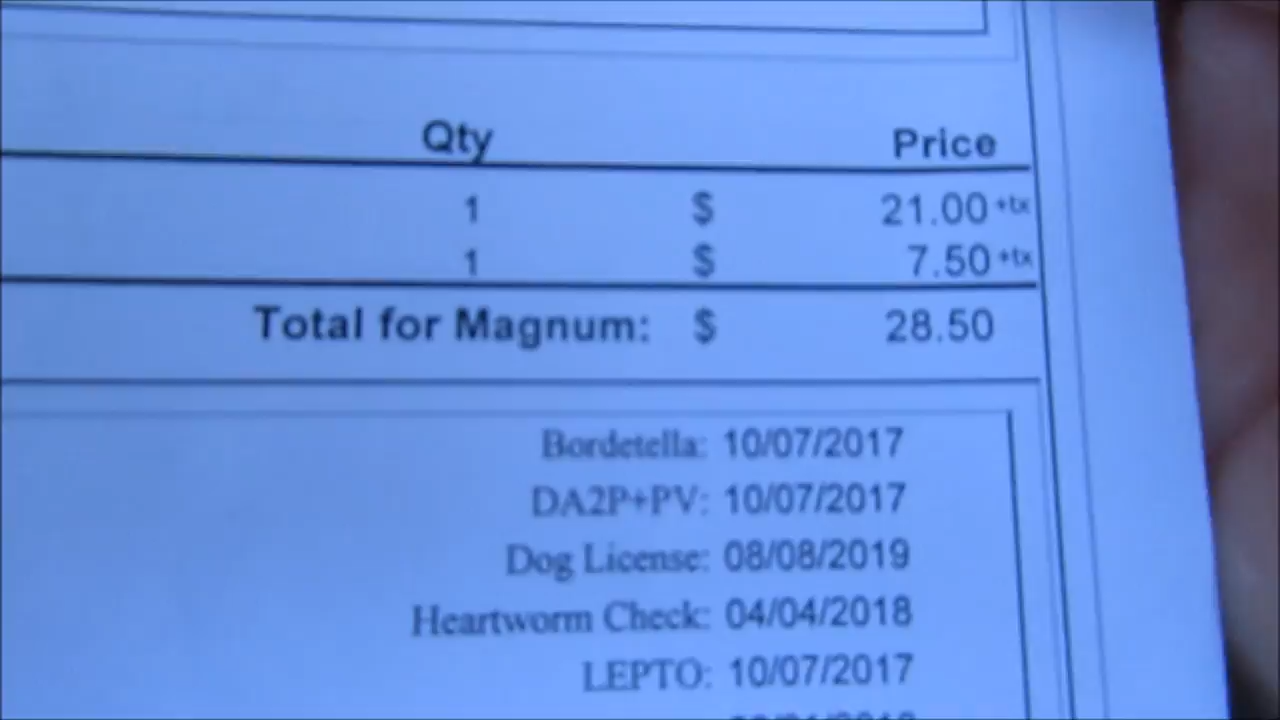 Qty Price
1 $ 21.00 +tx
1 $ 7.50 +tx
Total for Magnum: $ 28.50
Bordetella: 10/07/2017
DA2P+PV: 10/07/2017
Dog License: 08/08/2019
Heartworm Check: 04/04/2018
LEPTO: 10/07/2017